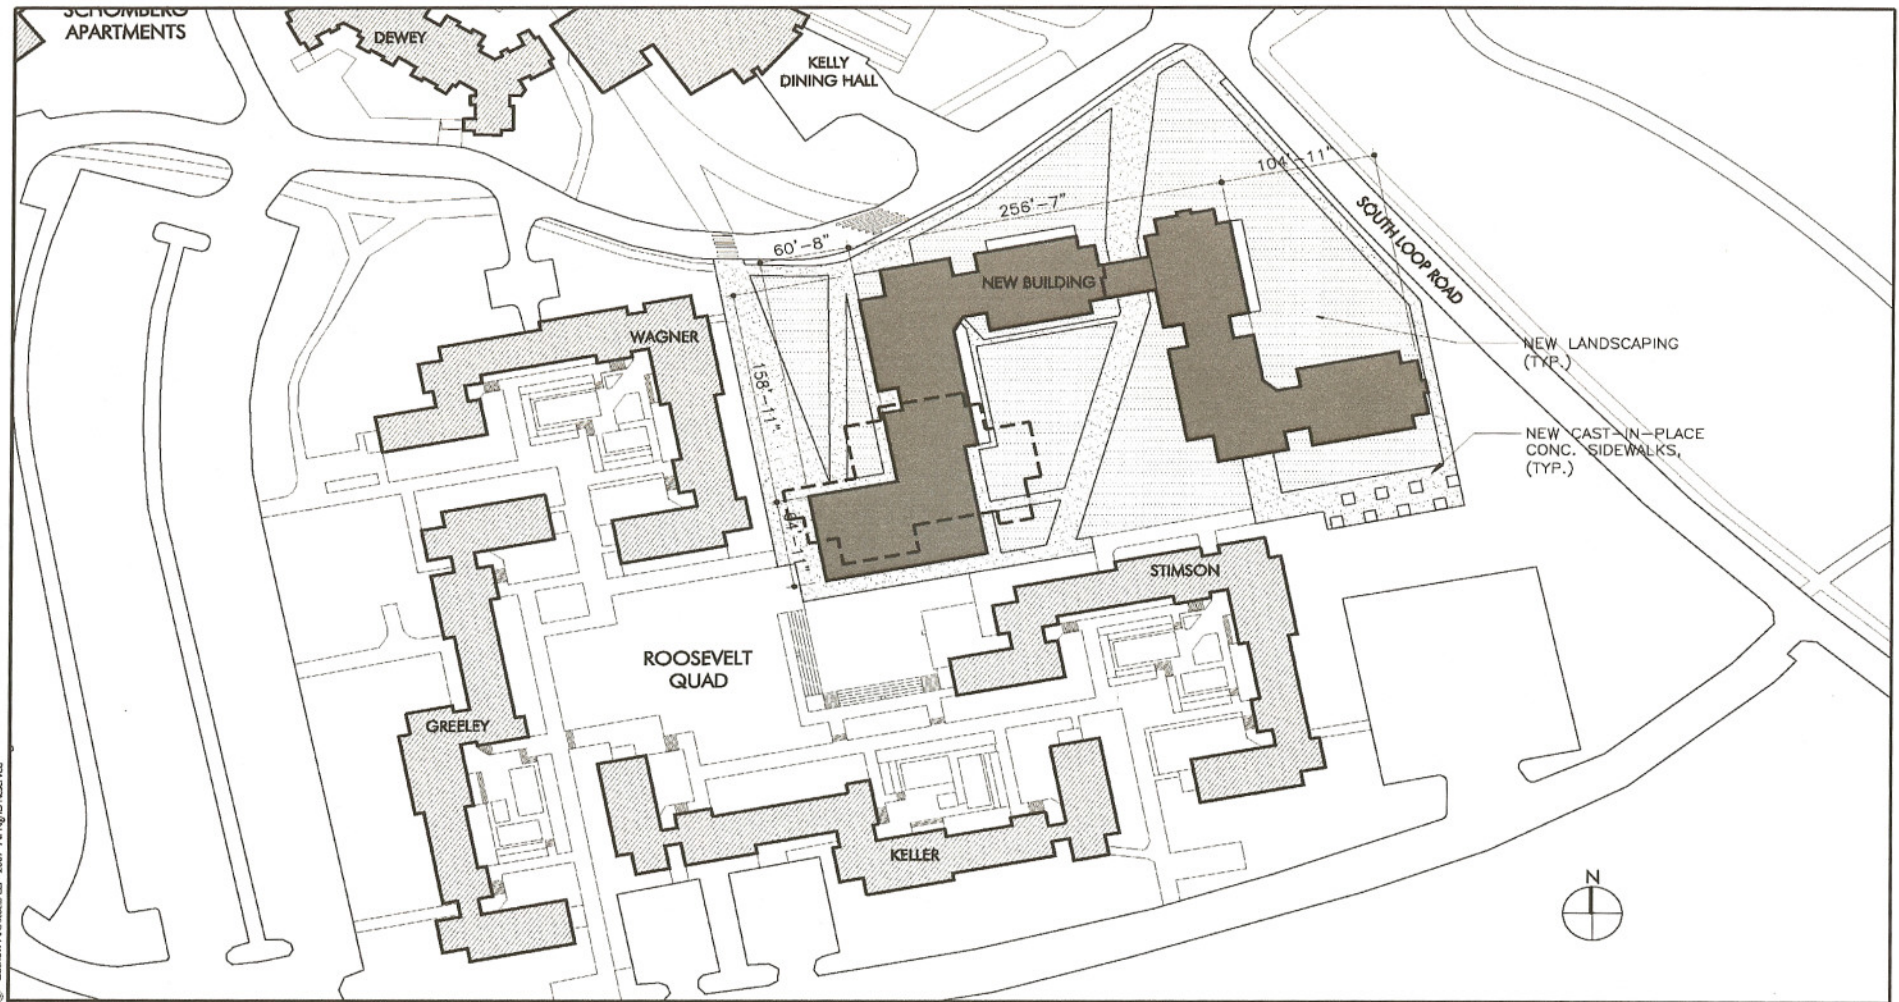 SCHOMBERG
APARTMENTS
DEWEY
KELLY
DINING HALL
104'-11"
256'-7"
SOUTH LOOP ROAD
60'-8"
NEW BUILDING
WAGNER
NEW LANDSCAPING
(TYP.)
158'-11"
NEW CAST-IN-PLACE
CONC. SIDEWALKS,
(TYP.)
STIMSON
ROOSEVELT
QUAD
GREELEY
KELLER
N